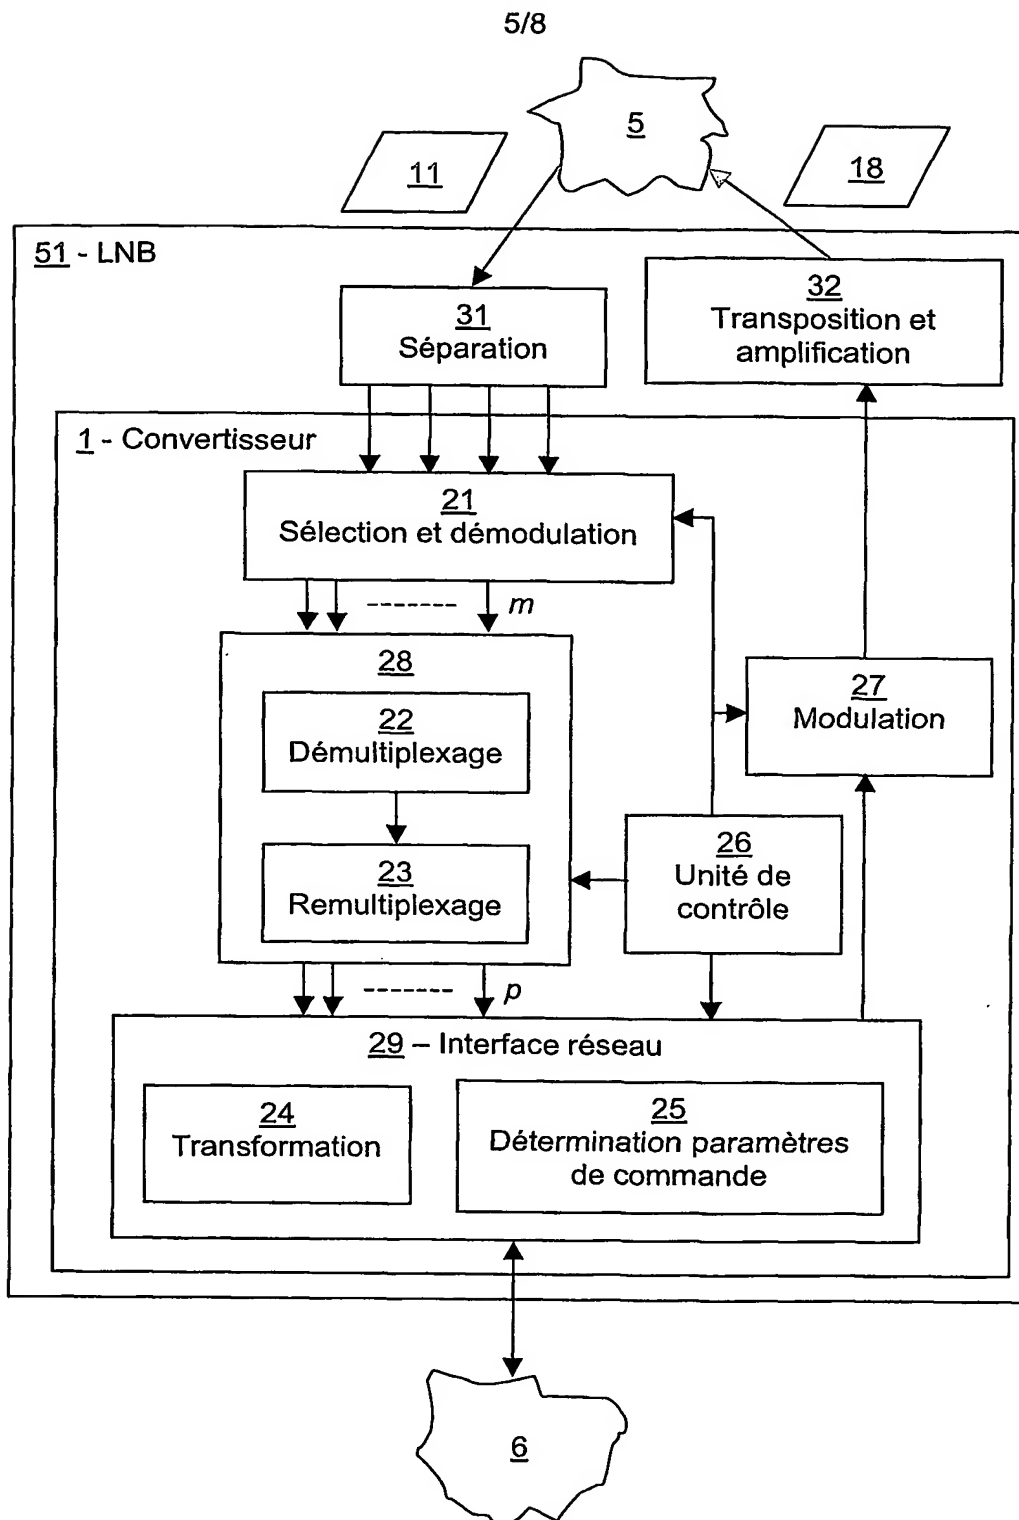 5/8
5
11
18
51 - LNB
31
Séparation
32
Transposition et
amplification
1 - Convertisseur
21
Sélection et démodulation
m
28
22
Démultiplexage
27
Modulation
23
Remultiplexage
26
Unité de
contrôle
p
29 – Interface réseau
24
Transformation
25
Détermination paramètres
de commande
6